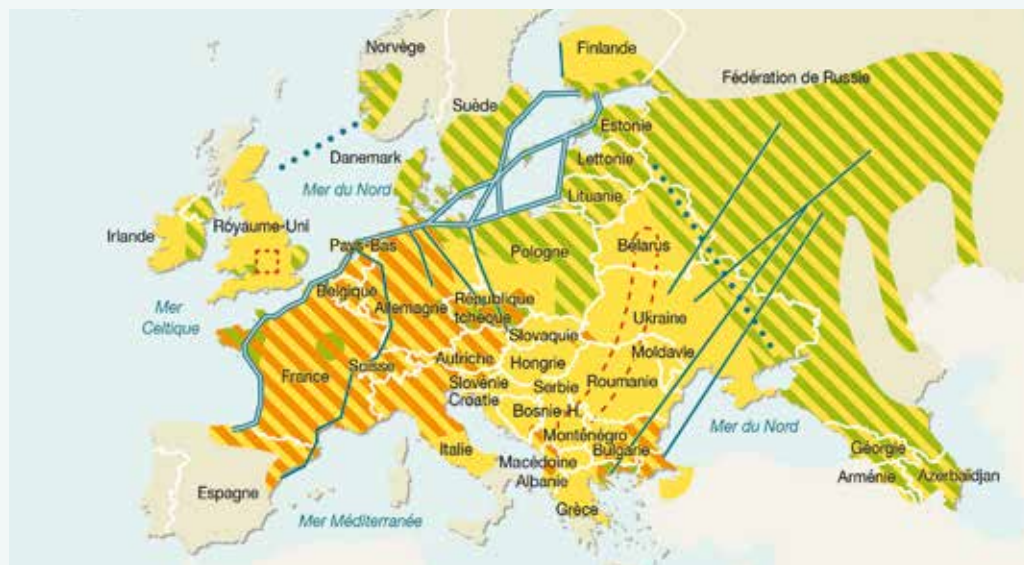 Norvège
Finlande
Fédération de Russie
Suède
Estonie
Danemark
Lettonie
Mer du Nord
Lituanie
Irlande
Royaume-Uni
Pays-Bas
Pologne
Bélarus
Belgique
Allemagne
République
tchèque
Mer
Celtique
Ukraine
Slovaquie
Moldavie
Autriche
Hongrie
France
Suisse
Slovénie
Croatie
Serbie
Roumanie
Bosnie H.
Monténégro
Mer du Nord
Italie
Bulgarie
Macédoine
Albanie
Géorgie
Arménie
Azerbaïdjan
Espagne
Grèce
Mer Méditerranée